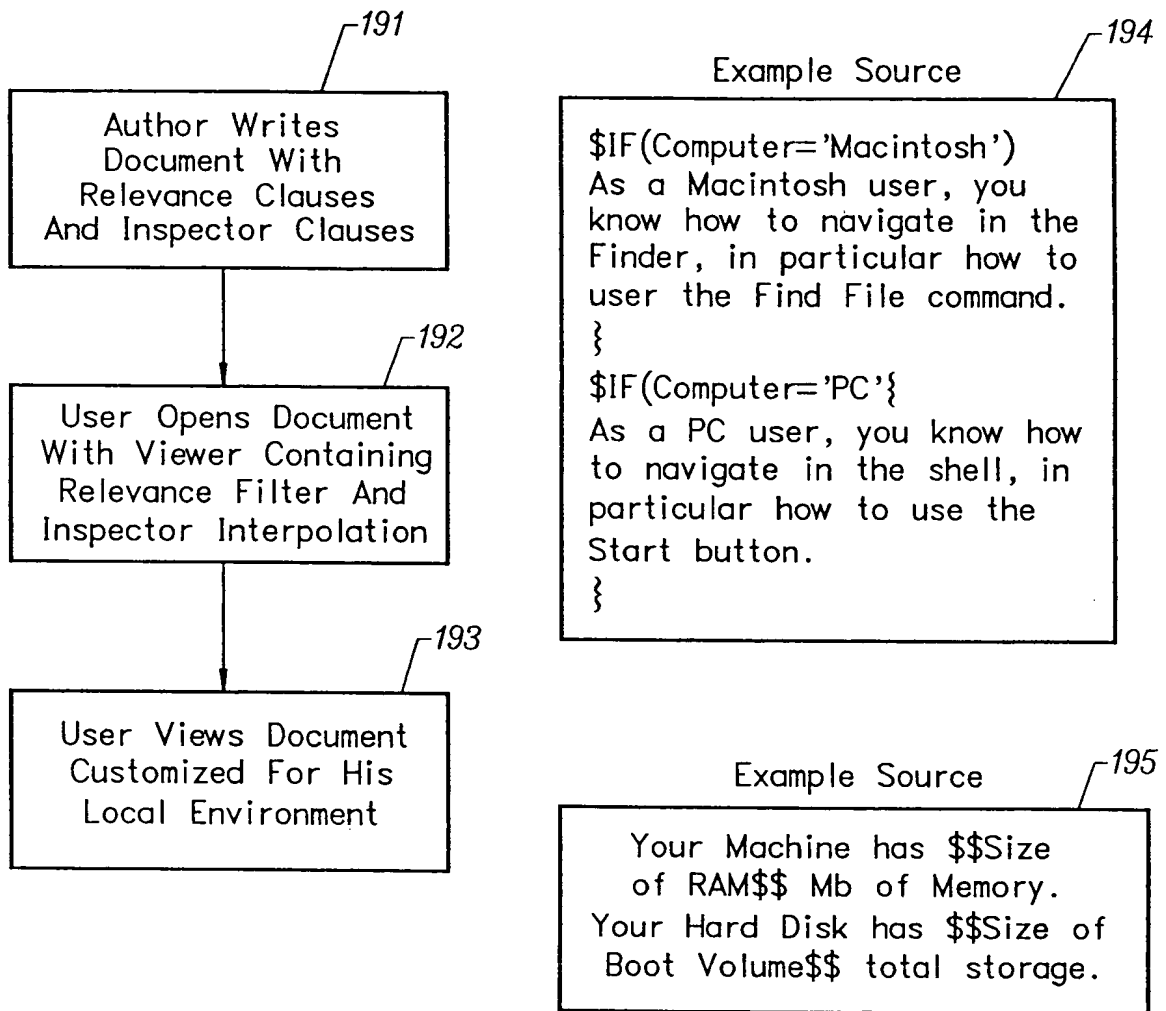 191
Author Writes
Document With
Relevance Clauses
And Inspector Clauses
192
User Opens Document
With Viewer Containing
Relevance Filter And
Inspector Interpolation
193
User Views Document
Customized For His
Local Environment
194
Example Source
$IF(Computer='Macintosh')
As a Macintosh user, you
know how to navigate in the
Finder, in particular how to
user the Find File command.
}
$IF(Computer='PC'{
As a PC user, you know how
to navigate in the shell, in
particular how to use the
Start button.
}
195
Example Source
Your Machine has $$Size
of RAM$$ Mb of Memory.
Your Hard Disk has $$Size of
Boot Volume$$ total storage.